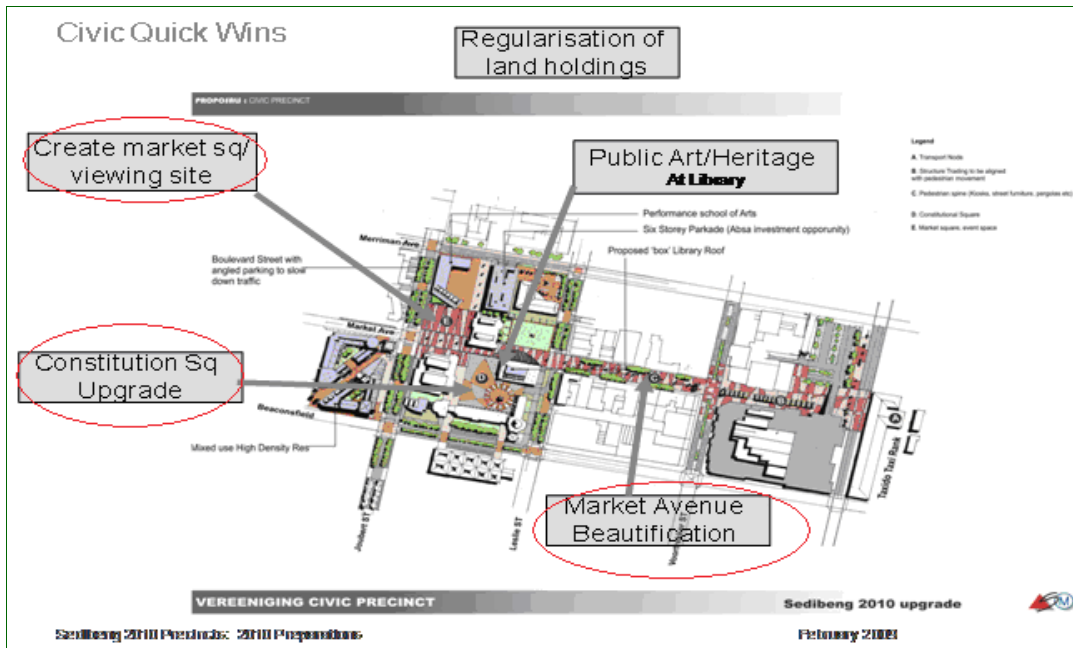 Civic Quick Wins
Regularisation of
land holdings
PROPOSAL : CIVIC PRECINCT
Create market sq/
viewing site
Public Art/Heritage
At Library
Legend
A. Transport Node
B. Structure Trading to be aligned
with pedestrian movement
C. Pedestrian spine (Kiosks, street furniture, pergolas etc)
D. Constitutional Square
E. Market square, event space
Performance school of Arts
Six Storey Parkade (Absa investment opporunity)
Proposed 'box' Library Roof
Merriman Ave
Boulevard Street with
angled parking to slow
down traffic
Market Ave
Constitution Sq
Upgrade
Beaconsfield
Mixed use High Density Res
Market Avenue
Beautification
Joubert ST
Leslie ST
ST
Taxido Taxi Rank
VEREENIGING CIVIC PRECINCT
Sedibeng 2010 upgrade
M
Sedibeng 2010 Precincts: 2010 Preparations
February 2009